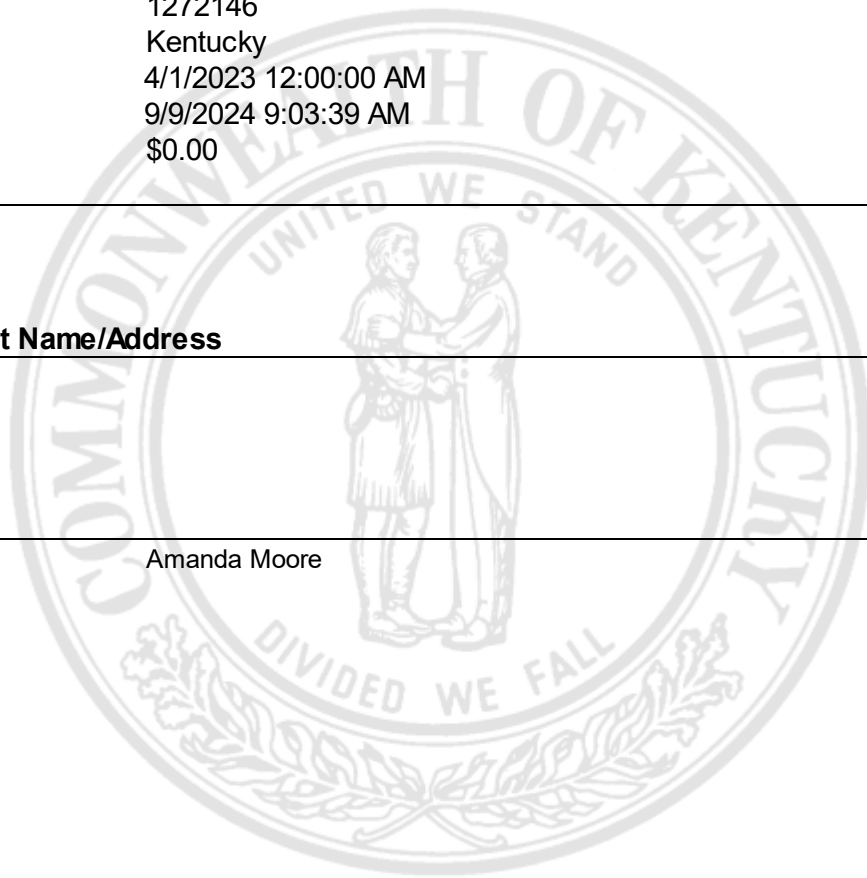 1272146
Kentucky
4/1/2023 12:00:00 AM
9/9/2024 9:03:39 AM
$0.00
COMMONWEALTH OF KENTUCKY
UNITED WE STAND
t Name/Address
Amanda Moore
DIVIDED WE FALL